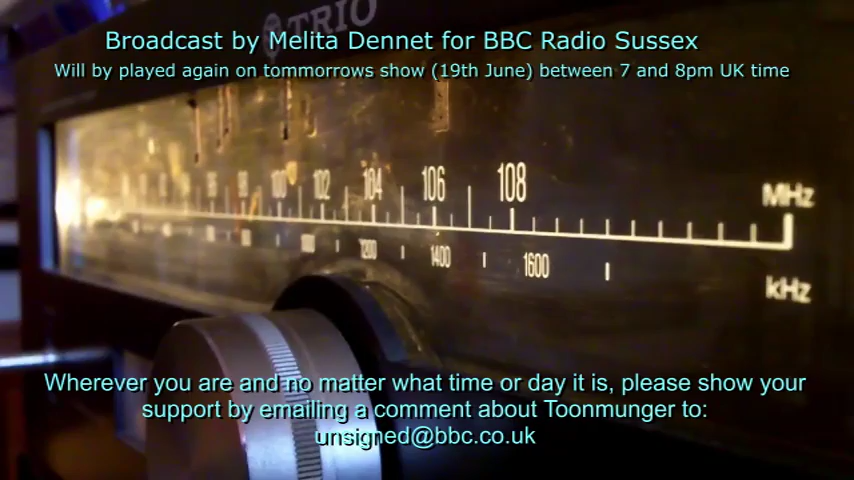 TRIO
Broadcast by Melita Dennet for BBC Radio Sussex
Will by played again on tommorrows show (19th June) between 7 and 8pm UK time
96 98 100 102 104 106 108 MHz
1200 1400 1600 kHz
Wherever you are and no matter what time or day it is, please show your
support by emailing a comment about Toonmunger to:
unsigned@bbc.co.uk